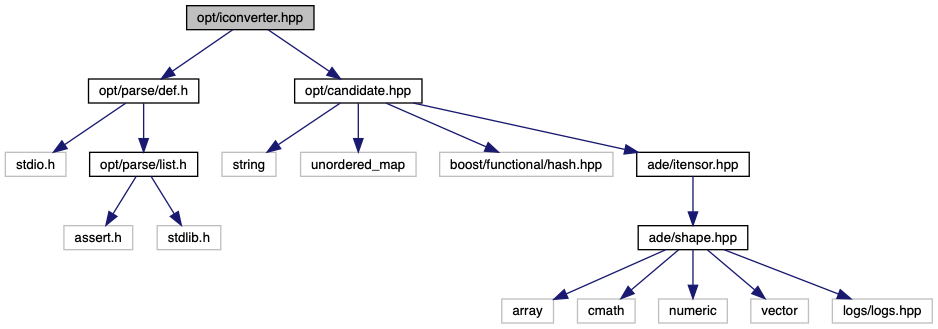 opt/iconverter.hpp
opt/parse/def.h
opt/candidate.hpp
stdio.h
opt/parse/list.h
string
unordered_map
boost/functional/hash.hpp
ade/itensor.hpp
assert.h
stdlib.h
ade/shape.hpp
array
cmath
numeric
vector
logs/logs.hpp